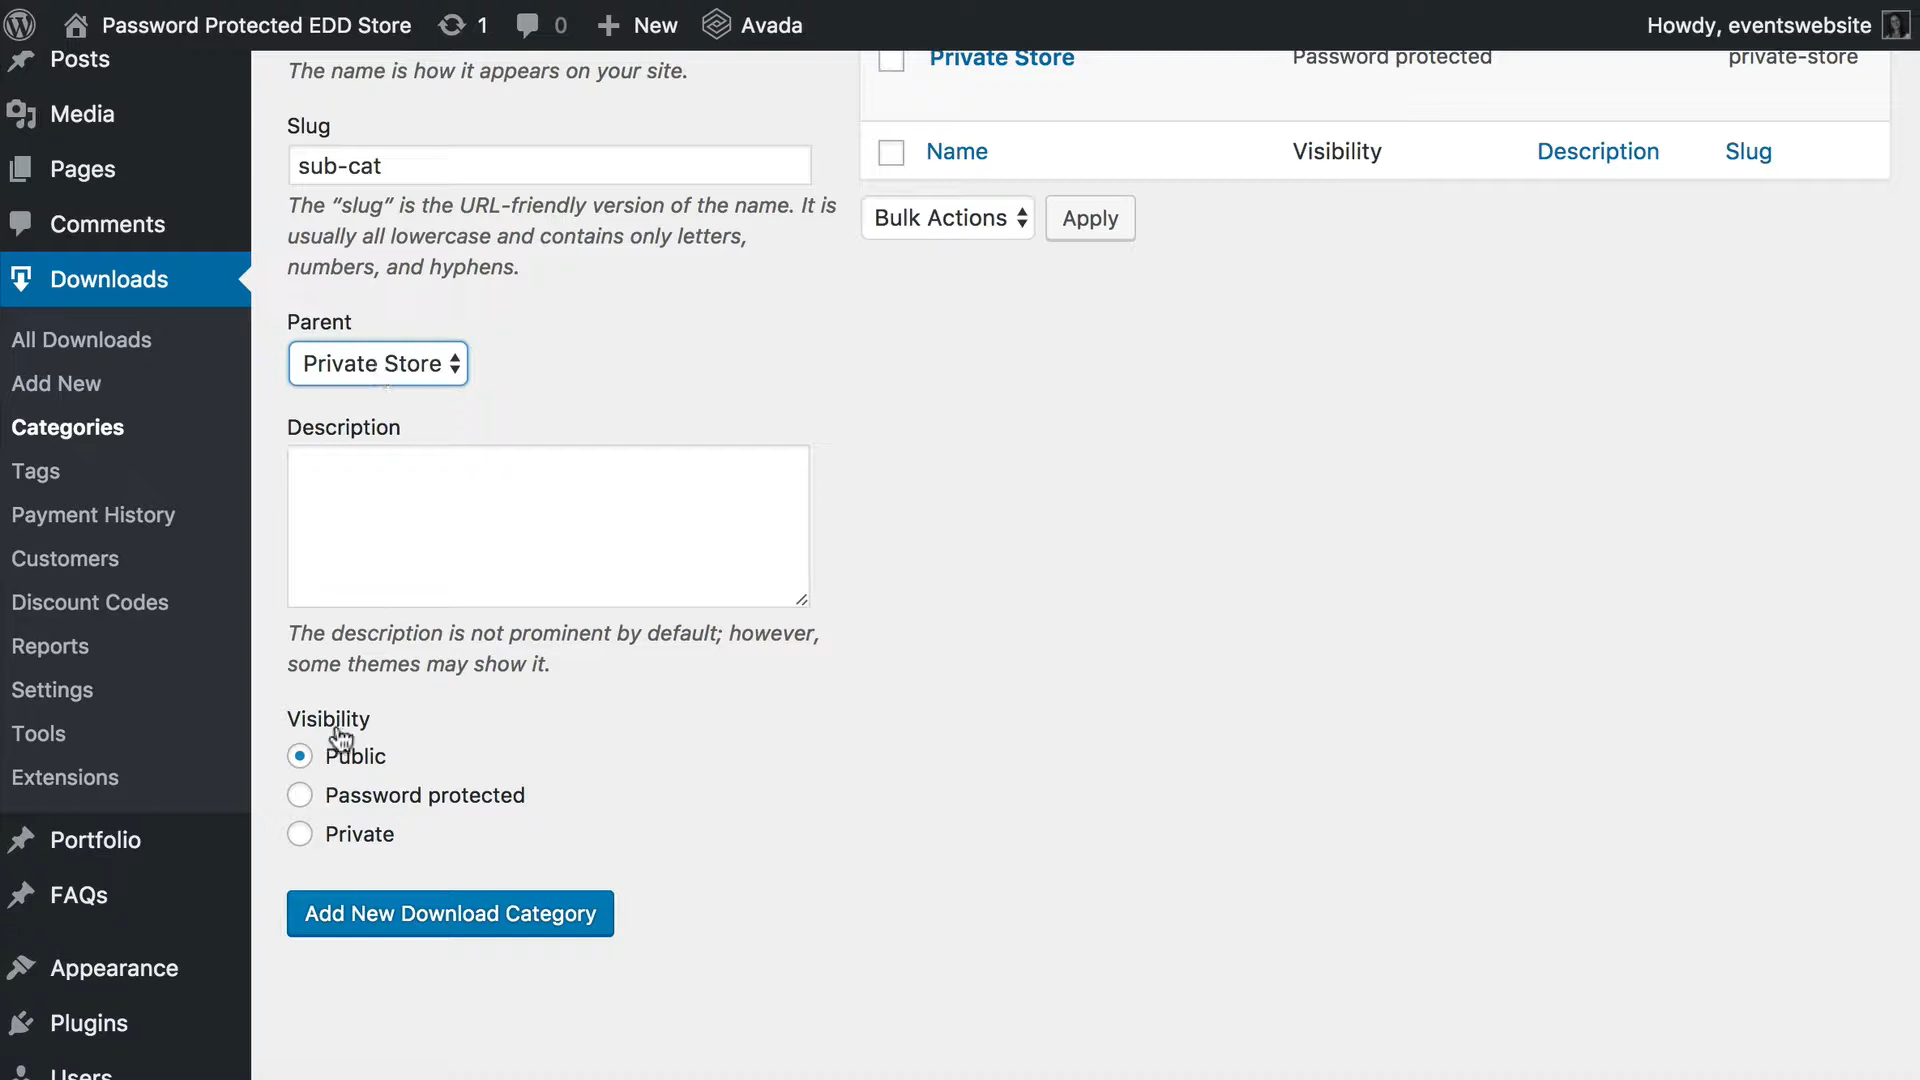 Password Protected EDD Store
1
0
New
Avada
Howdy, eventswebsite
Posts
Media
Pages
Comments
Downloads
All Downloads
Add New
Categories
Tags
Payment History
Customers
Discount Codes
Reports
Settings
Tools
Extensions
Portfolio
FAQs
Appearance
Plugins
Users
The name is how it appears on your site.
Slug
sub-cat
The “slug” is the URL-friendly version of the name. It is
usually all lowercase and contains only letters,
numbers, and hyphens.
Parent
Private Store
Description
The description is not prominent by default; however,
some themes may show it.
Visibility
Public
Password protected
Private
Add New Download Category
Private Store
Password protected
private-store
Name
Visibility
Description
Slug
Bulk Actions
Apply